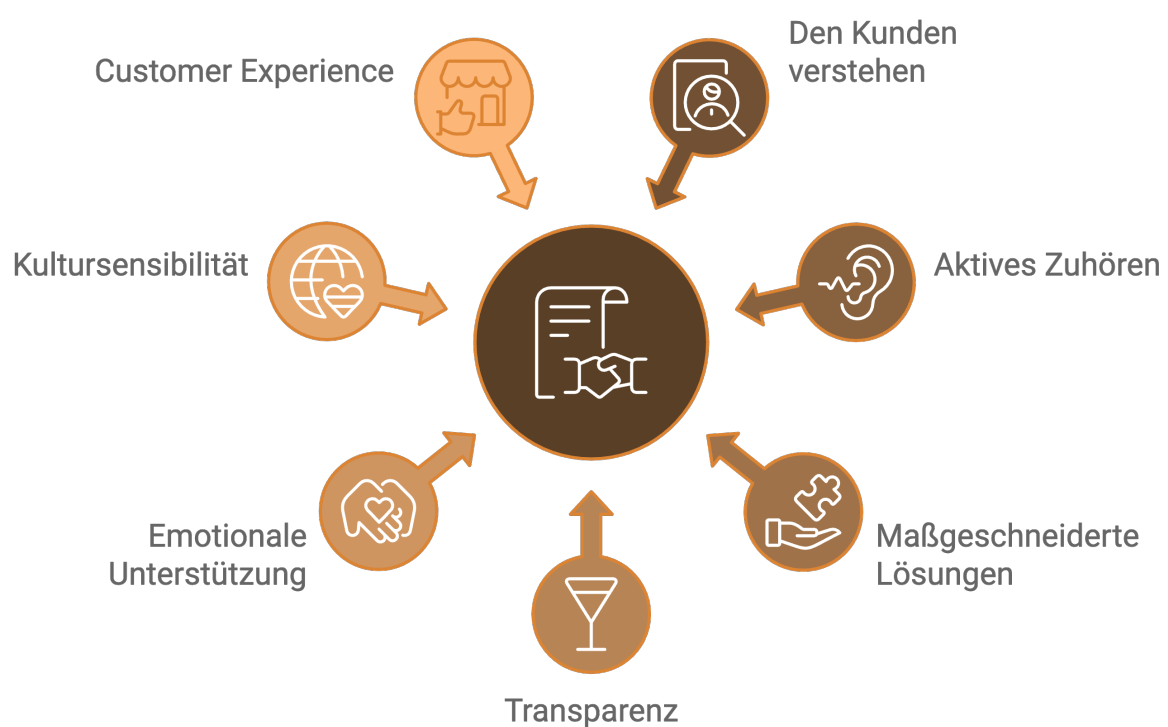 Customer Experience
Den Kunden
verstehen
Kultursensibilität
Aktives Zuhören
Emotionale
Unterstützung
Maßgeschneiderte
Lösungen
Transparenz